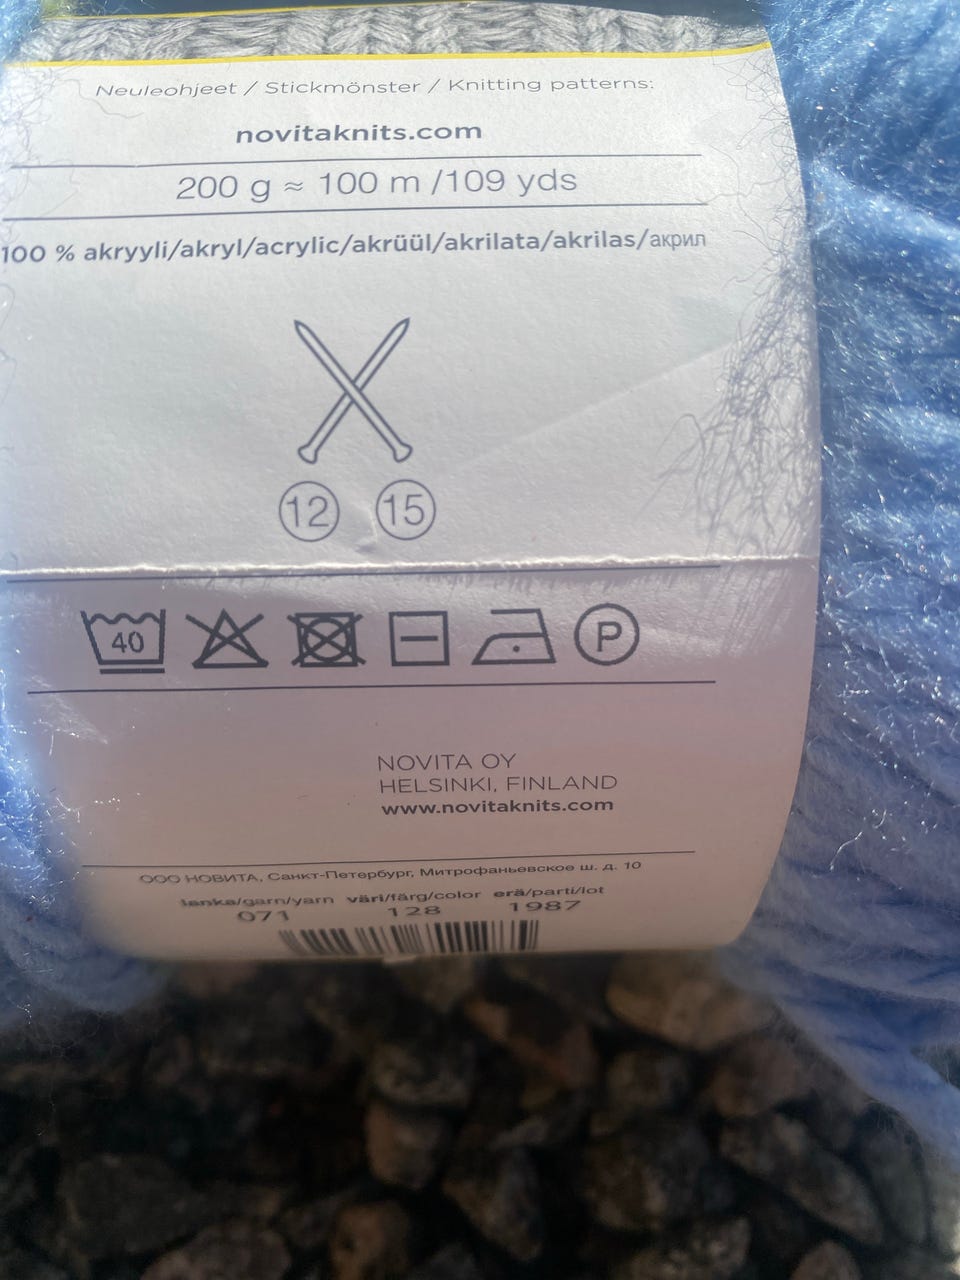 Neuleohjeet / Stickmönster / Knitting patterns:
novitaknits.com
200 g ≈ 100 m /109 yds
100 % akryyli/akryl/acrylic/akrüül/akrilata/akrilas/акрил
12 15
40 P
NOVITA OY
HELSINKI, FINLAND
www.novitaknits.com
ООО НОВИТА, Санкт-Петербург, Митрофаньевское ш. д. 10
lanka/garn/yarn väri/färg/color erä/parti/lot
071 128 1987